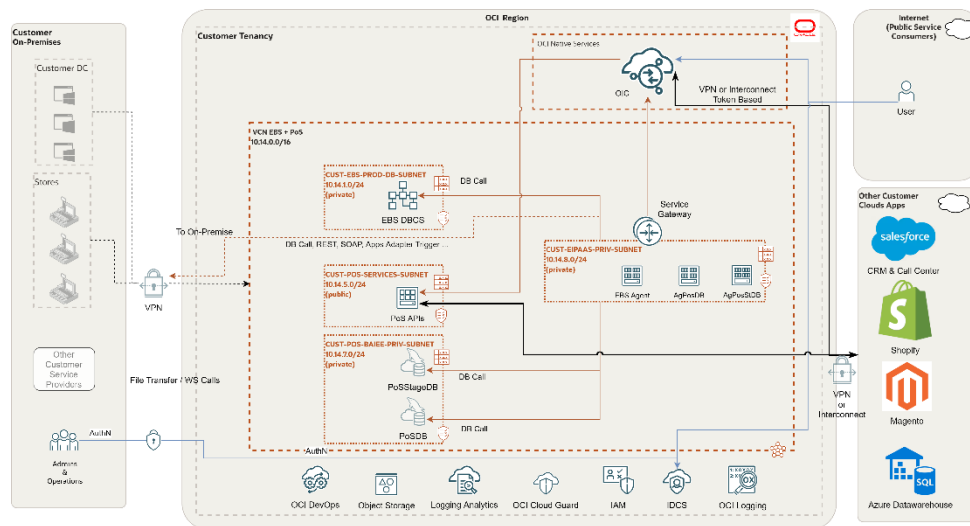 OCI Region
Customer
On-Premises
Customer DC
Stores
Other
Customer
Service
Providers
AuthN
Admins
&
Operations
VPN
To On-Premise
File Transfer / WS Calls
Customer Tenancy
OCI Native Services
OIC
VPN or Interconnect
Token Based
VCN EBS + PoS
10.14.0.0/16
CUST-EBS-PROD-DB-SUBNET
10.14.1.0/24
(private)
EBS DBCS
DB Call
DB Call, REST, SOAP, Apps Adapter Trigger ...
Service
Gateway
CUST-EIPAAS-PRIV-SUBNET
10.14.8.0/24
(private)
EBS Agent
AgPosDB
AgPosStDB
CUST-POS-SERVICES-SUBNET
10.14.5.0/24
(public)
PoS APIs
CUST-POS-BAIEE-PRIV-SUBNET
10.14.7.0/24
(private)
PoSStageDB
DB Call
PoSDB
DB Call
AuthN
OCI DevOps
Object Storage
Logging Analytics
OCI Cloud Guard
IAM
IDCS
OCI Logging
Internet
(Public Service
Consumers)
User
Other Customer
Clouds Apps
salesforce
CRM & Call Center
Shopify
Magento
SQL
Azure Datawarehouse
VPN
or
Interconnect